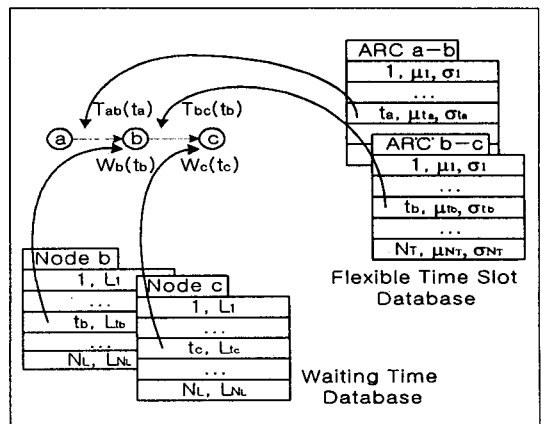 ARC a-b
1, μ1, σ1
...
ta, μta, σta
ARC b-c
1, μ1, σ1
...
tb, μtb, σtb
...
NT, μNT, σNT
Flexible Time Slot
Database
Tab(ta) Tbc(tb)
a b c
Wb(tb) Wc(tc)
Node b
1, L1
...
tb, Ltb
...
NL, LNL
Node c
1, L1
...
tc, Ltc
...
NL, LNL
Waiting Time
Database